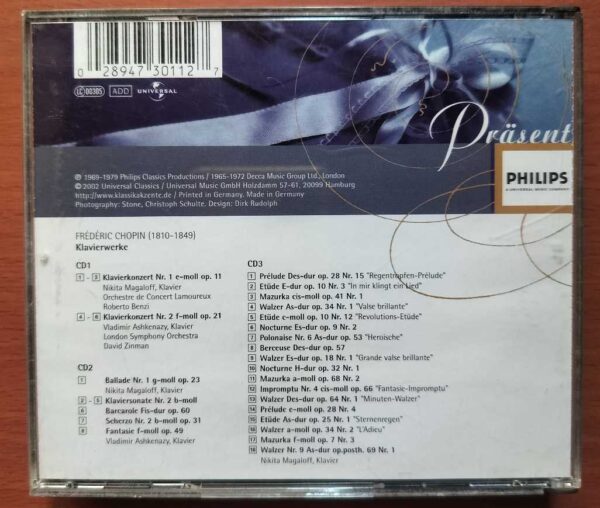 0 28947 30112 7
LC 00305 ADD UNIVERSAL
Präsent
PHILIPS
A UNIVERSAL MUSIC COMPANY
℗ 1969-1979 Philips Classics Productions / 1965-1972 Decca Music Group Ltd., London
© 2002 Universal Classics / Universal Music GmbH Holzdamm 57-61, 20099 Hamburg
http://www.klassikakzente.de / Printed in Germany, Made in Germany
Photography: Stone, Christoph Schulte. Design: Dirk Rudolph
FRÉDÉRIC CHOPIN (1810-1849)
Klavierwerke
CD1
1 - 3 Klavierkonzert Nr. 1 e-moll op. 11
Nikita Magaloff, Klavier
Orchestre de Concert Lamoureux
Roberto Benzi
4 - 6 Klavierkonzert Nr. 2 f-moll op. 21
Vladimir Ashkenazy, Klavier
London Symphony Orchestra
David Zinman
CD2
1 Ballade Nr. 1 g-moll op. 23
Nikita Magaloff, Klavier
2 - 5 Klaviersonate Nr. 2 b-moll
6 Barcarole Fis-dur op. 60
7 Scherzo Nr. 2 b-moll op. 31
8 Fantasie f-moll op. 49
Vladimir Ashkenazy, Klavier
CD3
1 Prélude Des-dur op. 28 Nr. 15 "Regentropfen-Prélude"
2 Etüde E-dur op. 10 Nr. 3 "In mir klingt ein Lied"
3 Mazurka cis-moll op. 41 Nr. 1
4 Walzer As-dur op. 34 Nr. 1 "Valse brillante"
5 Etüde c-moll op. 10 Nr. 12 "Revolutions-Etüde"
6 Nocturne Es-dur op. 9 Nr. 2
7 Polonaise Nr. 6 As-dur op. 53 "Heroische"
8 Berceuse Des-dur op. 57
9 Walzer Es-dur op. 18 Nr. 1 "Grande valse brillante"
10 Nocturne H-dur op. 32 Nr. 1
11 Mazurka a-moll op. 68 Nr. 2
12 Impromptu Nr. 4 cis-moll op. 66 "Fantasie-Impromptu"
13 Walzer Des-dur op. 64 Nr. 1 "Minuten-Walzer"
14 Prélude e-moll op. 28 Nr. 4
15 Etüde As-dur op. 25 Nr. 1 "Sternenregen"
16 Walzer a-moll op. 34 Nr. 2 "L'Adieu"
17 Mazurka f-moll op. 7 Nr. 3
18 Walzer Nr. 9 As-dur op.posth. 69 Nr. 1
Nikita Magaloff, Klavier